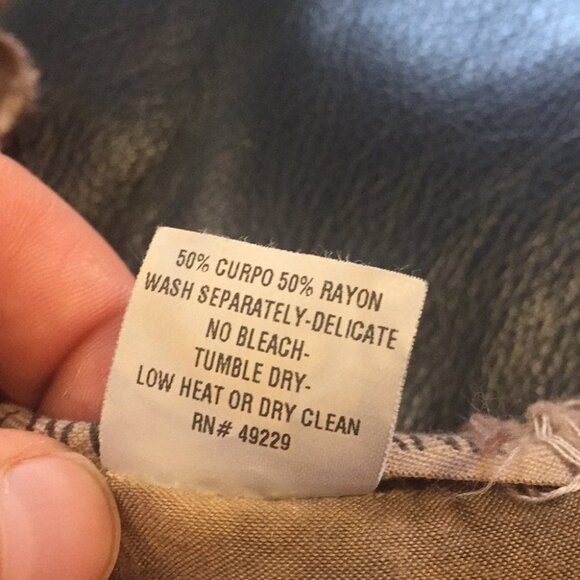 50% CURPO 50% RAYON
WASH SEPARATELY-DELICATE
NO BLEACH-
TUMBLE DRY-
LOW HEAT OR DRY CLEAN
RN# 49229